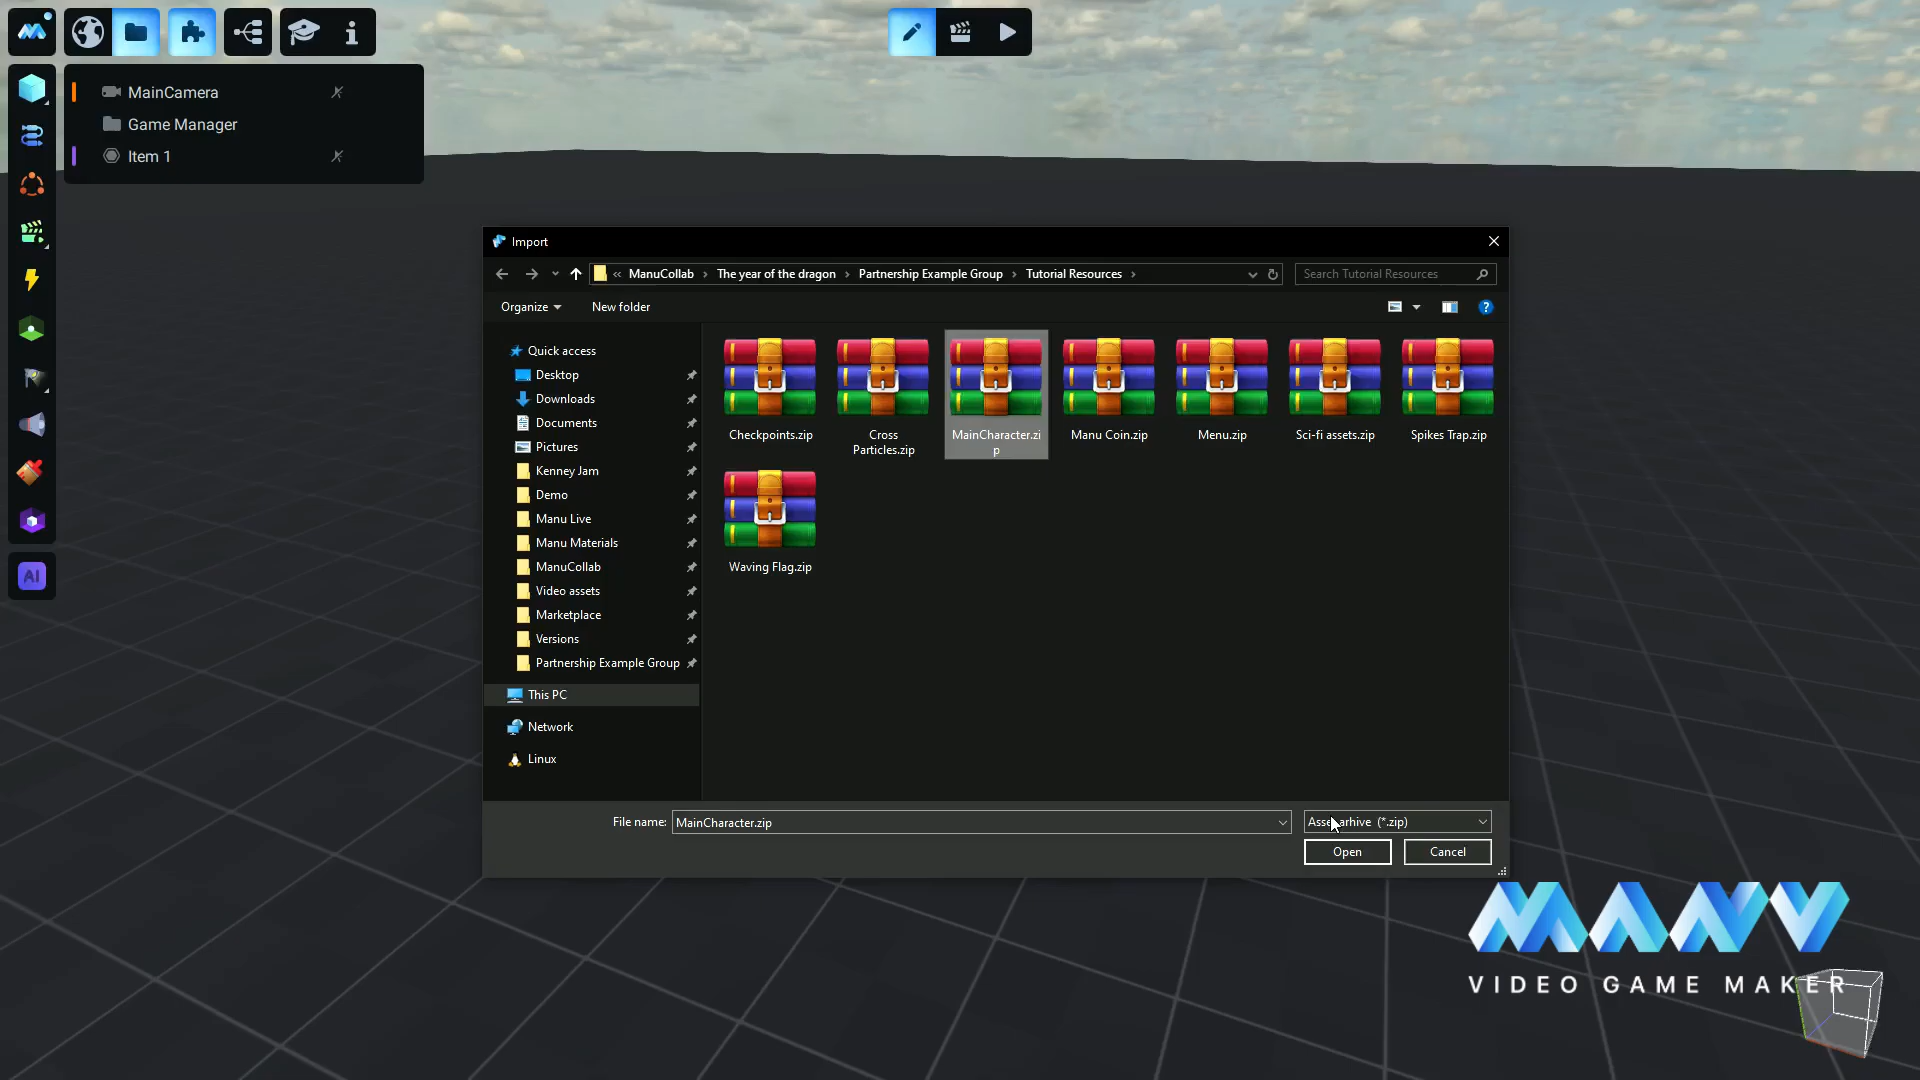 MainCamera
Game Manager
Item 1
AI
Import
« ManuCollab › The year of the dragon › Partnership Example Group › Tutorial Resources ›
Search Tutorial Resources
Organize
New folder
?
Quick access
Desktop
Downloads
Documents
Pictures
Kenney Jam
Demo
Manu Live
Manu Materials
ManuCollab
Video assets
Marketplace
Versions
Partnership Example Group
This PC
Network
Linux
Checkpoints.zip
Cross
Particles.zip
MainCharacter.zi
p
Manu Coin.zip
Menu.zip
Sci-fi assets.zip
Spikes Trap.zip
Waving Flag.zip
File name:
MainCharacter.zip
arhive (*.zip)
Open
Cancel
MANV
VIDEO GAME MAKER